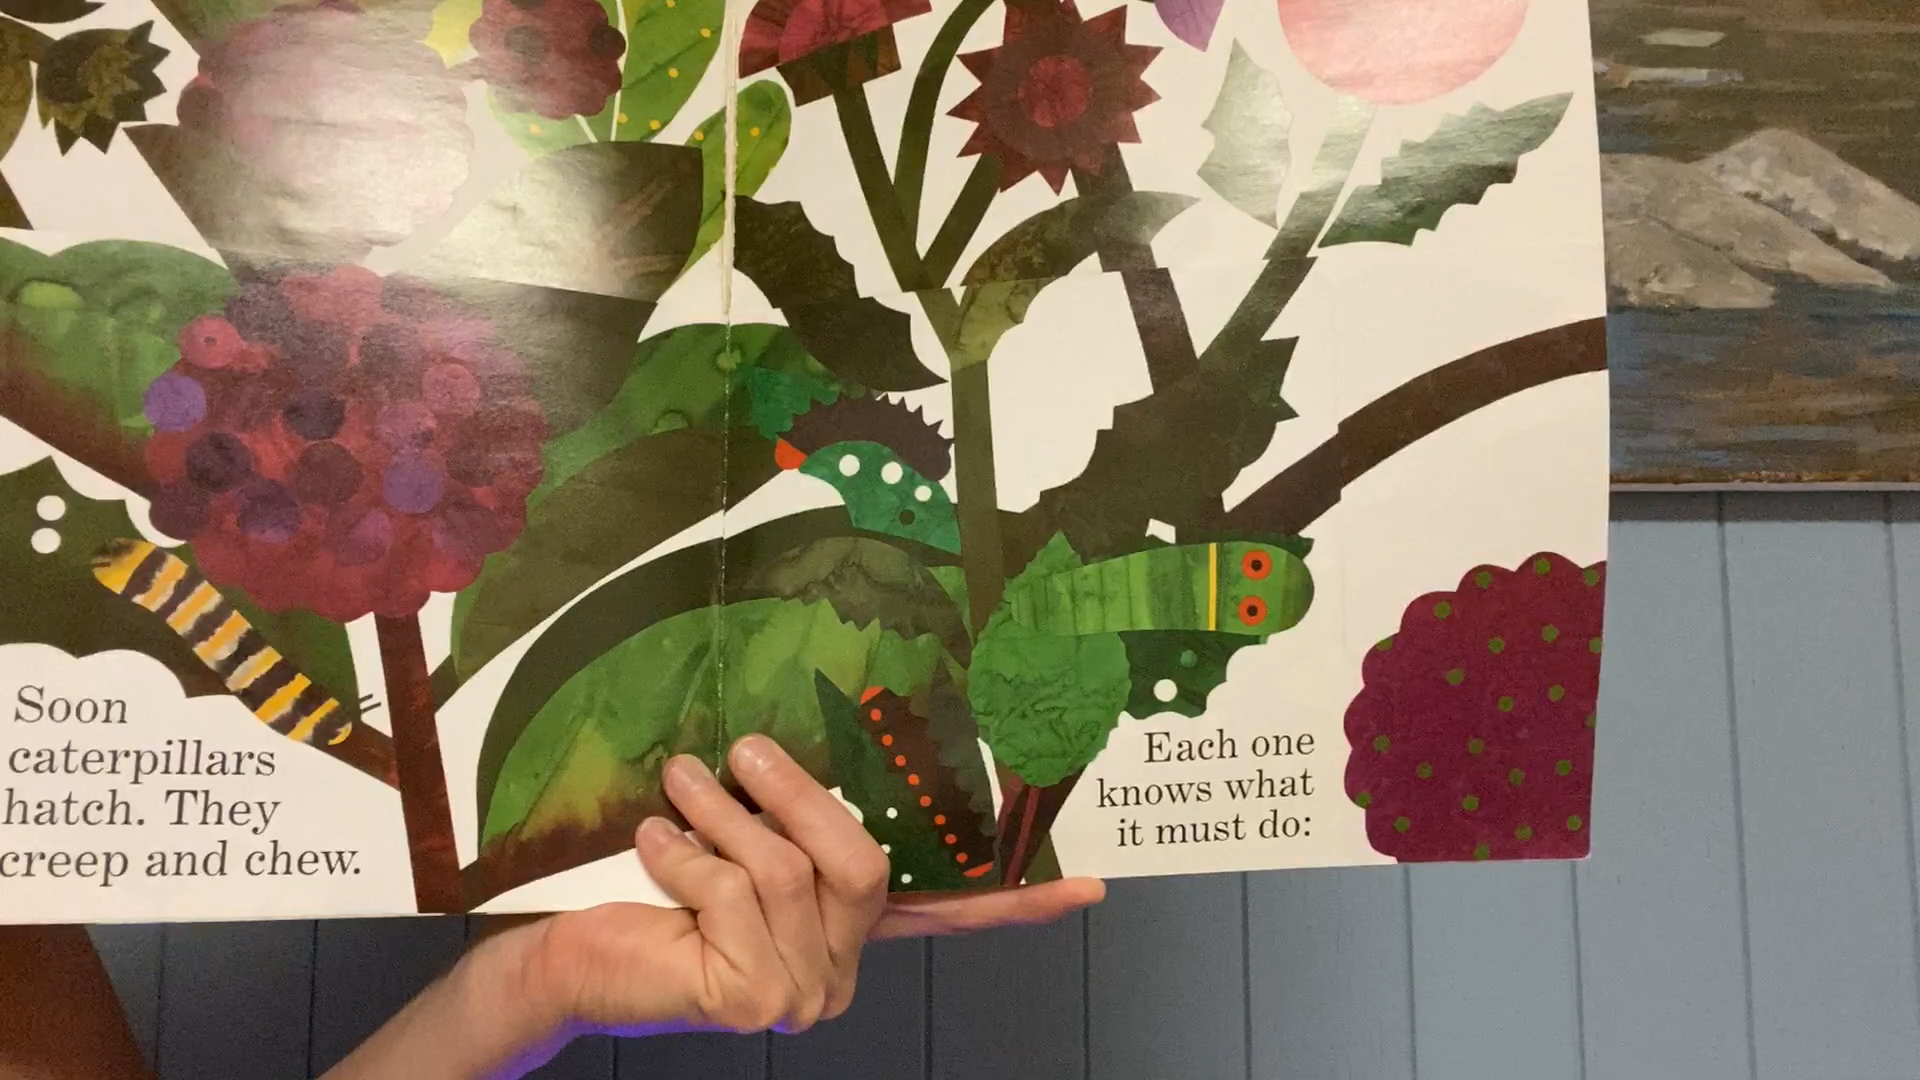 Soon
caterpillars
hatch. They
creep and chew.
Each one
knows what
it must do: